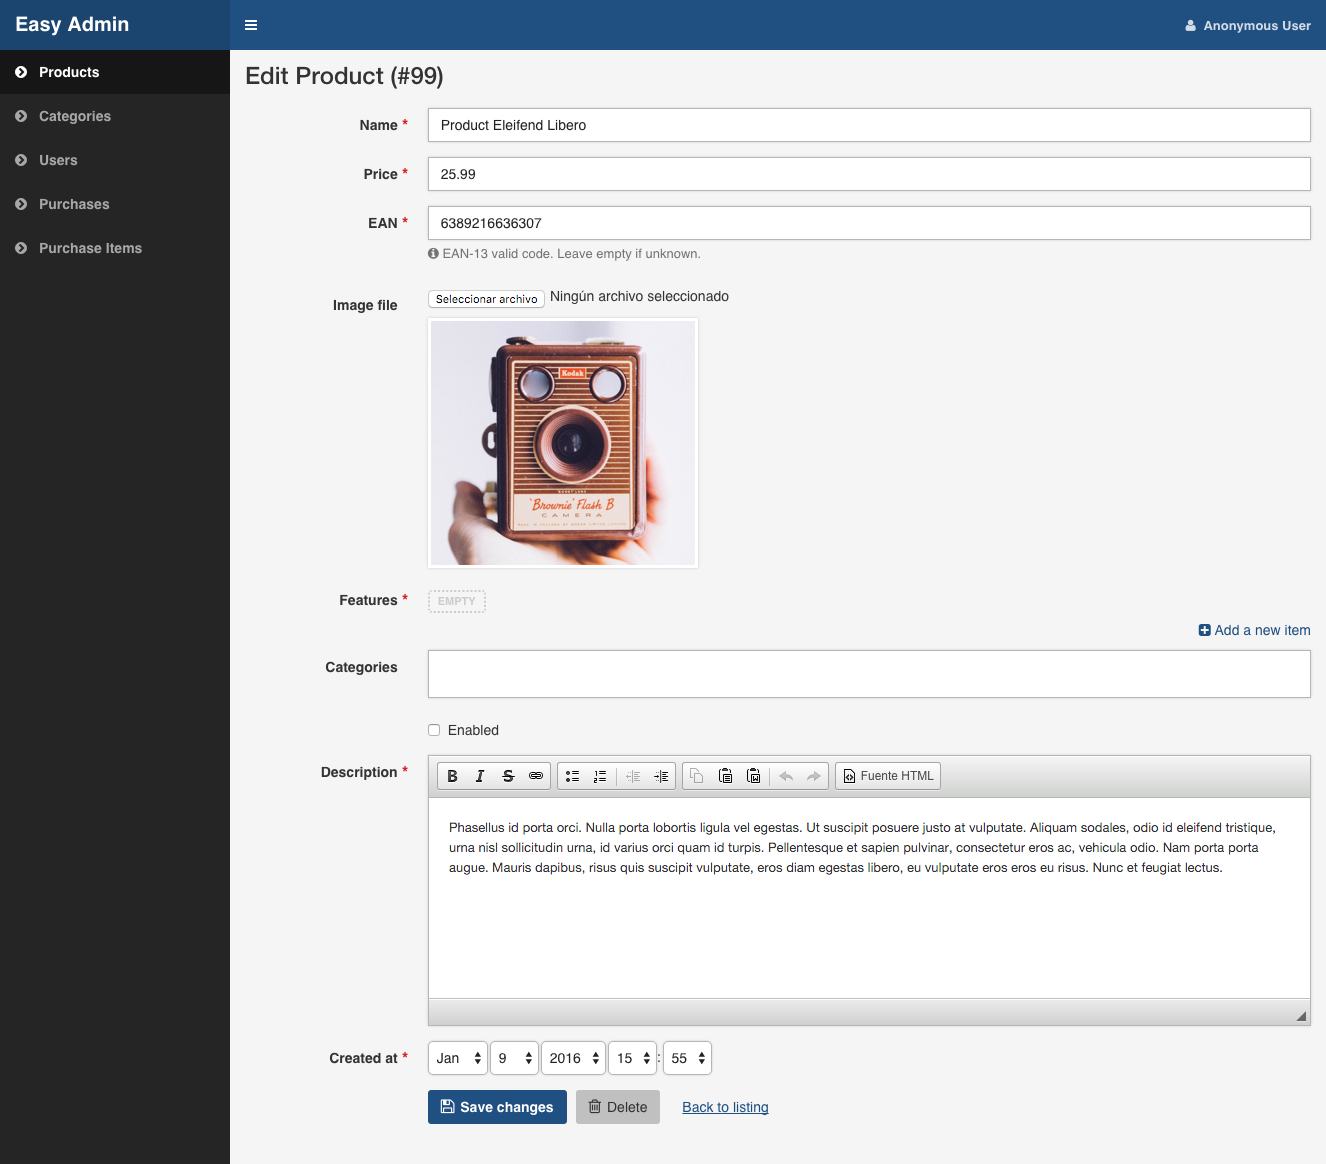 Easy Admin
Anonymous User
Products
Categories
Users
Purchases
Purchase Items
Edit Product (#99)
Name *
Product Eleifend Libero
Price *
25.99
EAN *
6389216636307
EAN-13 valid code. Leave empty if unknown.
Image file
Seleccionar archivo Ningún archivo seleccionado
Kodak
'Brownie' Flash B
CAMERA
Features *
EMPTY
Add a new item
Categories
Enabled
Description *
B I S Fuente HTML
Phasellus id porta orci. Nulla porta lobortis ligula vel egestas. Ut suscipit posuere justo at vulputate. Aliquam sodales, odio id eleifend tristique,
urna nisl sollicitudin urna, id varius orci quam id turpis. Pellentesque et sapien pulvinar, consectetur eros ac, vehicula odio. Nam porta porta
augue. Mauris dapibus, risus quis suscipit vulputate, eros diam egestas libero, eu vulputate eros eros eu risus. Nunc et feugiat lectus.
Created at *
Jan 9 2016 15 : 55
Save changes Delete Back to listing